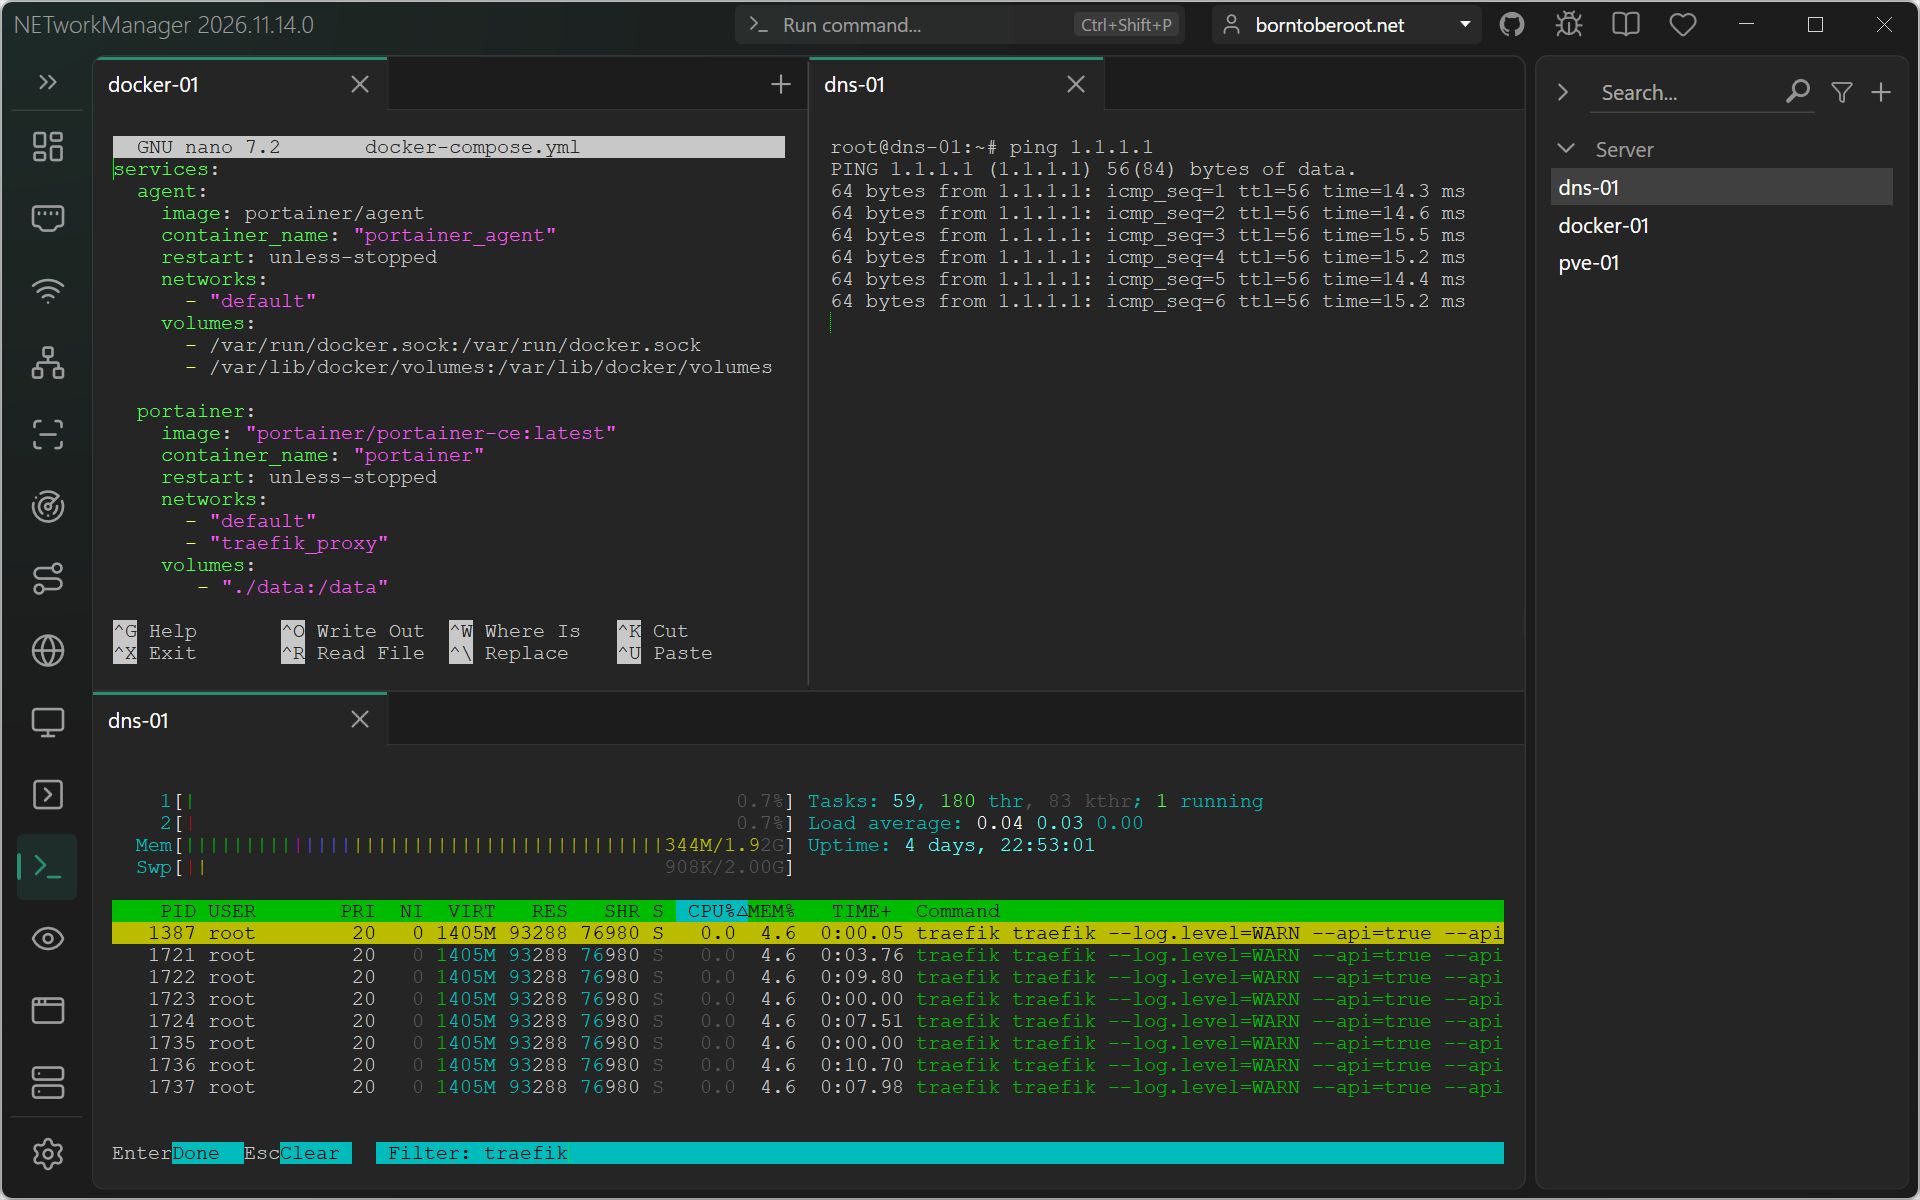 NETworkManager 2026.11.14.0
Run command...
Ctrl+Shift+P
borntoberoot.net
docker-01
GNU nano 7.2 docker-compose.yml
services:
agent:
image: portainer/agent
container_name: "portainer_agent"
restart: unless-stopped
networks:
- "default"
volumes:
- /var/run/docker.sock:/var/run/docker.sock
- /var/lib/docker/volumes:/var/lib/docker/volumes
portainer:
image: "portainer/portainer-ce:latest"
container_name: "portainer"
restart: unless-stopped
networks:
- "default"
- "traefik_proxy"
volumes:
- "./data:/data"
^G Help ^O Write Out ^W Where Is ^K Cut
^X Exit ^R Read File ^\ Replace ^U Paste
dns-01
root@dns-01:~# ping 1.1.1.1
PING 1.1.1.1 (1.1.1.1) 56(84) bytes of data.
64 bytes from 1.1.1.1: icmp_seq=1 ttl=56 time=14.3 ms
64 bytes from 1.1.1.1: icmp_seq=2 ttl=56 time=14.6 ms
64 bytes from 1.1.1.1: icmp_seq=3 ttl=56 time=15.5 ms
64 bytes from 1.1.1.1: icmp_seq=4 ttl=56 time=15.2 ms
64 bytes from 1.1.1.1: icmp_seq=5 ttl=56 time=14.4 ms
64 bytes from 1.1.1.1: icmp_seq=6 ttl=56 time=15.2 ms
dns-01
1[| 0.7%] Tasks: 59, 180 thr, 83 kthr; 1 running
2[| 0.7%] Load average: 0.04 0.03 0.00
Mem[||||||||||||||||||||||||||||||||||||||||344M/1.92G] Uptime: 4 days, 22:53:01
Swp[|| 908K/2.00G]
PID USER PRI NI VIRT RES SHR S CPU%△MEM% TIME+ Command
1387 root 20 0 1405M 93288 76980 S 0.0 4.6 0:00.05 traefik traefik --log.level=WARN --api=true --api
1721 root 20 0 1405M 93288 76980 S 0.0 4.6 0:03.76 traefik traefik --log.level=WARN --api=true --api
1722 root 20 0 1405M 93288 76980 S 0.0 4.6 0:09.80 traefik traefik --log.level=WARN --api=true --api
1723 root 20 0 1405M 93288 76980 S 0.0 4.6 0:00.00 traefik traefik --log.level=WARN --api=true --api
1724 root 20 0 1405M 93288 76980 S 0.0 4.6 0:07.51 traefik traefik --log.level=WARN --api=true --api
1735 root 20 0 1405M 93288 76980 S 0.0 4.6 0:00.00 traefik traefik --log.level=WARN --api=true --api
1736 root 20 0 1405M 93288 76980 S 0.0 4.6 0:10.70 traefik traefik --log.level=WARN --api=true --api
1737 root 20 0 1405M 93288 76980 S 0.0 4.6 0:07.98 traefik traefik --log.level=WARN --api=true --api
EnterDone EscClear Filter: traefik
Search...
Server
dns-01
docker-01
pve-01